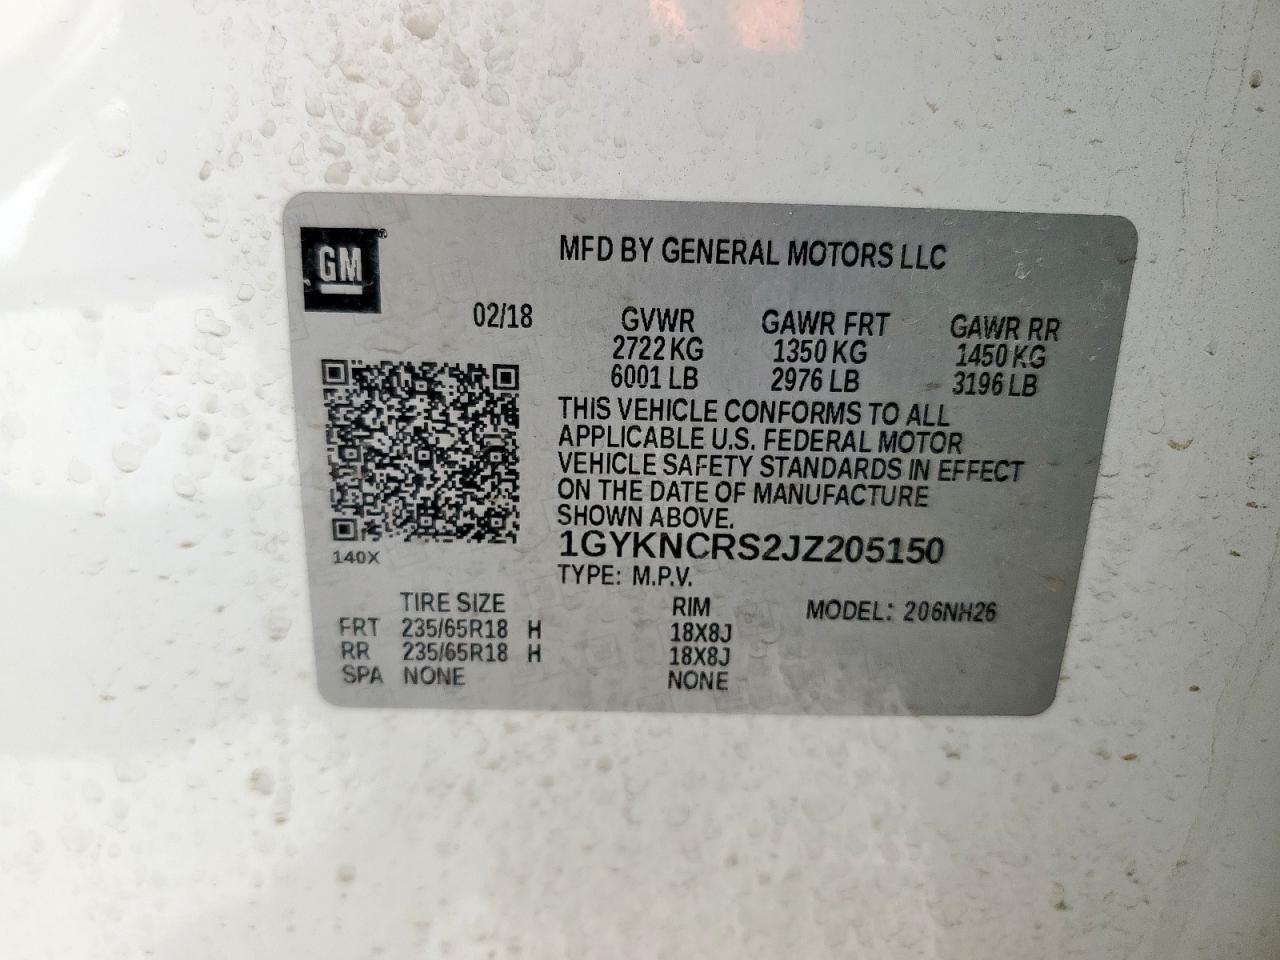 GM
MFD BY GENERAL MOTORS LLC
02/18
GVWR GAWR FRT GAWR RR
2722 KG 1350 KG 1450 KG
6001 LB 2976 LB 3196 LB
THIS VEHICLE CONFORMS TO ALL
APPLICABLE U.S. FEDERAL MOTOR
VEHICLE SAFETY STANDARDS IN EFFECT
ON THE DATE OF MANUFACTURE
SHOWN ABOVE.
1GYKNCRS2JZ205150
140X
TYPE: M.P.V.
TIRE SIZE RIM MODEL: 206NH26
FRT 235/65R18 H 18X8J
RR 235/65R18 H 18X8J
SPA NONE NONE